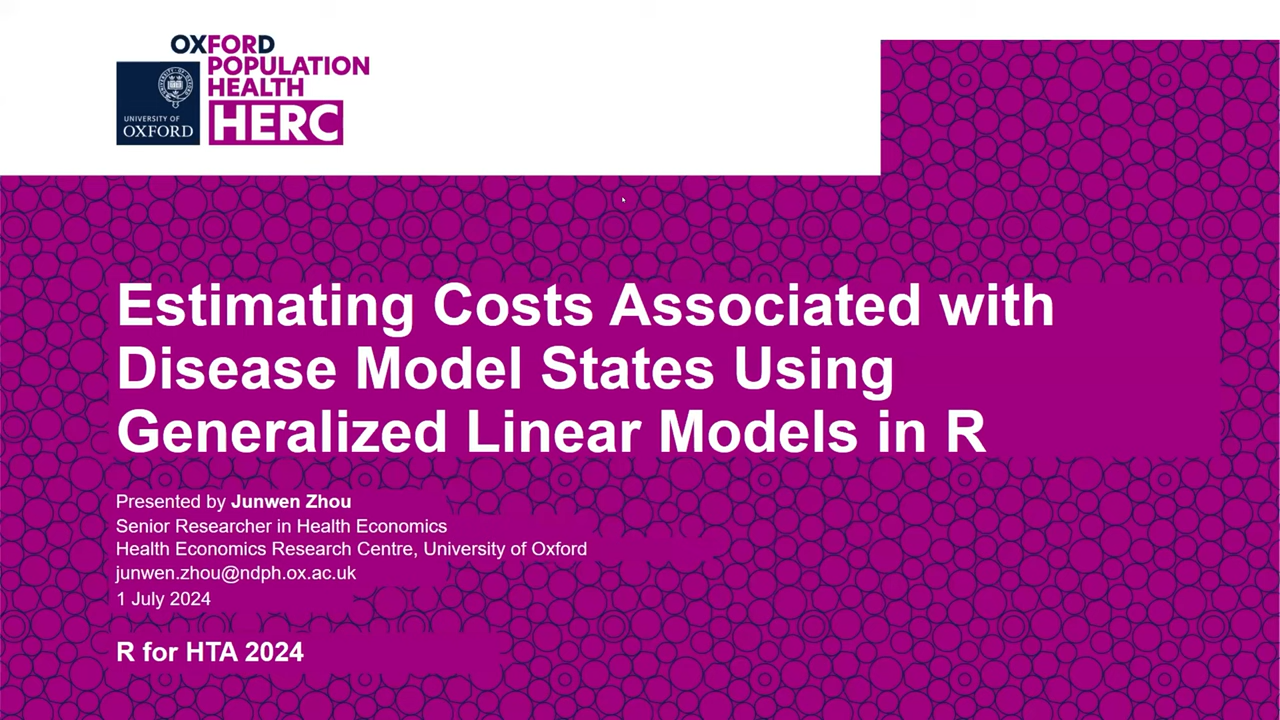 OXFORD
POPULATION
HEALTH
HERC
UNIVERSITY OF
OXFORD
Estimating Costs Associated with
Disease Model States Using
Generalized Linear Models in R
Presented by Junwen Zhou
Senior Researcher in Health Economics
Health Economics Research Centre, University of Oxford
junwen.zhou@ndph.ox.ac.uk
1 July 2024
R for HTA 2024